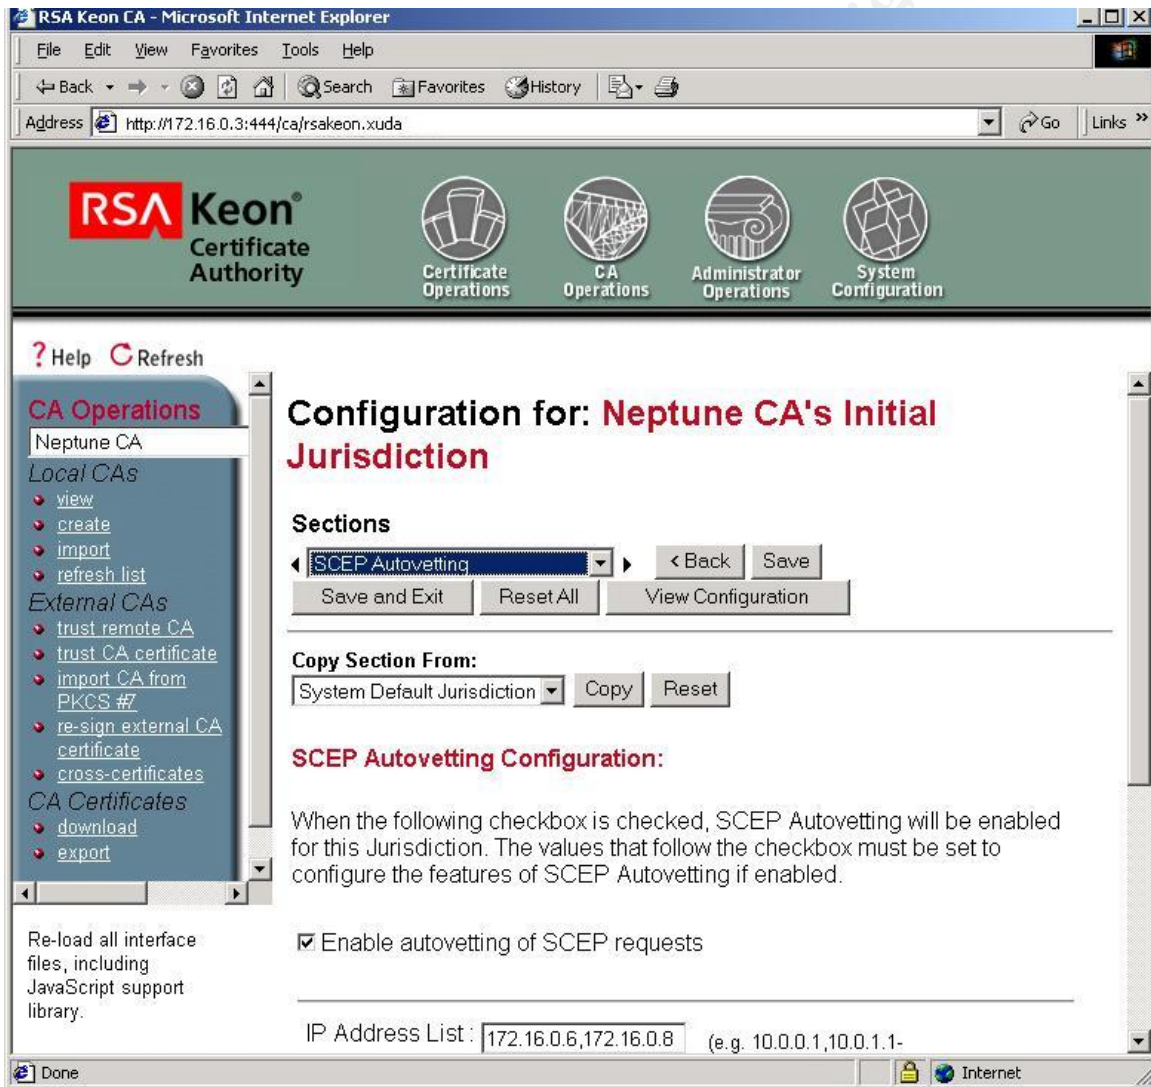 RSA Keon CA - Microsoft Internet Explorer
File Edit View Favorites Tools Help
Back Search Favorites History
Address http://172.16.0.3:444/ca/rsakeon.xuda Go Links »
RSA Keon®
Certificate
Authority
Certificate
Operations
CA
Operations
Administrator
Operations
System
Configuration
? Help Refresh
CA Operations
Neptune CA
Local CAs
view
create
import
refresh list
External CAs
trust remote CA
trust CA certificate
import CA from
PKCS #7
re-sign external CA
certificate
cross-certificates
CA Certificates
download
export
Re-load all interface
files, including
JavaScript support
library.
Configuration for: Neptune CA's Initial
Jurisdiction
Sections
SCEP Autovetting < Back Save
Save and Exit Reset All View Configuration
Copy Section From:
System Default Jurisdiction Copy Reset
SCEP Autovetting Configuration:
When the following checkbox is checked, SCEP Autovetting will be enabled
for this Jurisdiction. The values that follow the checkbox must be set to
configure the features of SCEP Autovetting if enabled.
Enable autovetting of SCEP requests
IP Address List : 172.16.0.6,172.16.0.8 (e.g. 10.0.0.1,10.0.1.1-
Done Internet